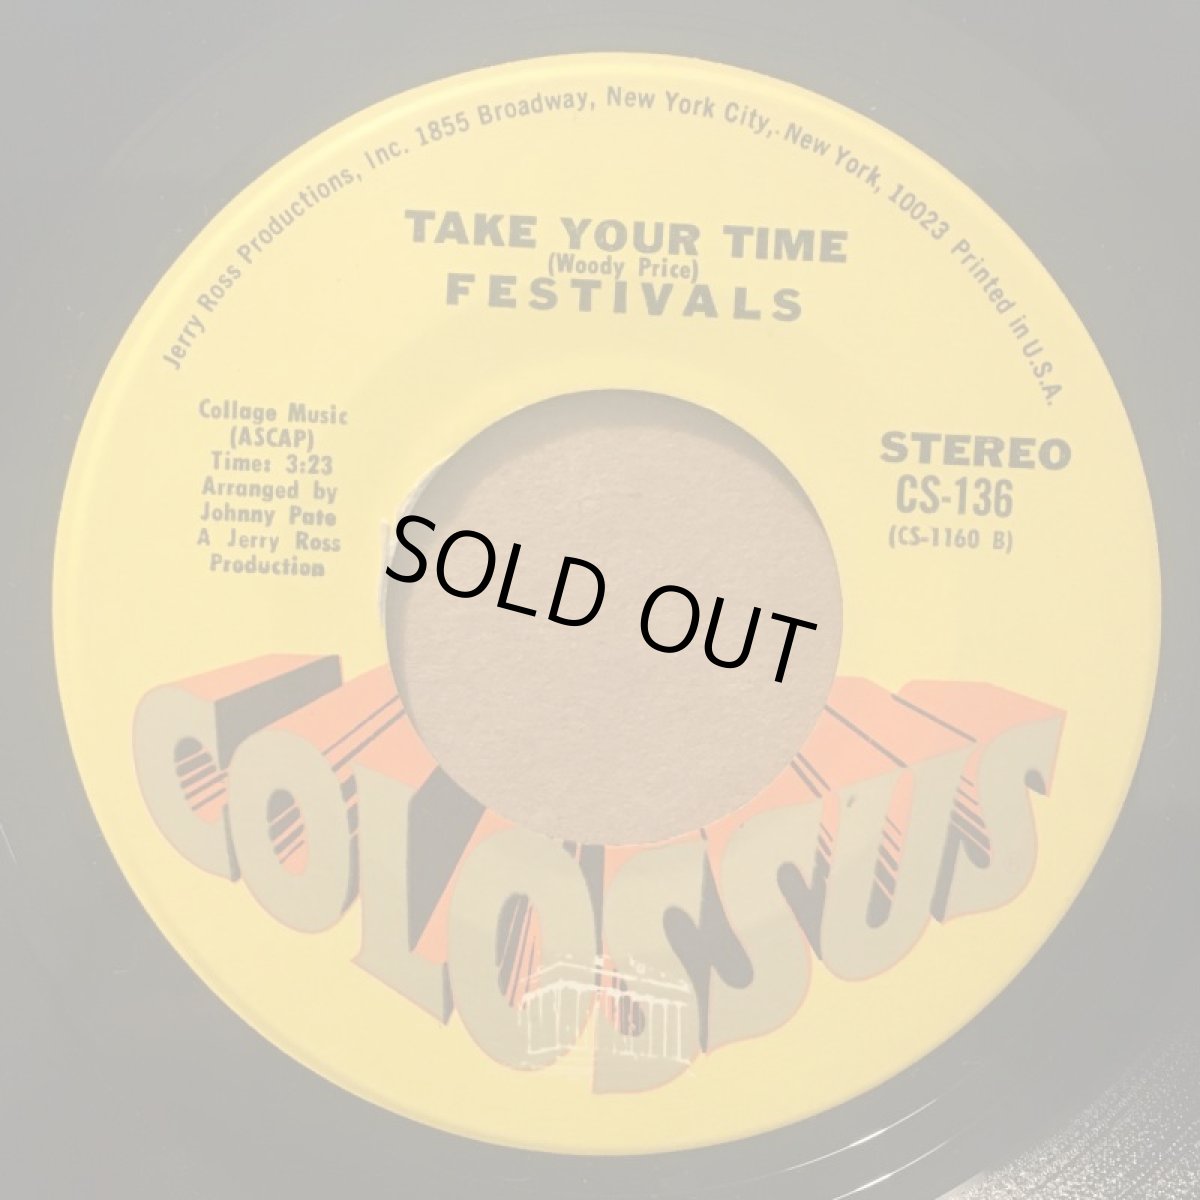 Jerry Ross Productions, Inc. 1855 Broadway, New York City, New York, 10023 Printed in U.S.A.
TAKE YOUR TIME
(Woody Price)
FESTIVALS
Collage Music
(ASCAP)
Time: 3:23
Arranged by
Johnny Pate
A Jerry Ross
Production
STEREO
CS-136
(CS-1160 B)
SOLD OUT
COLOSSUS